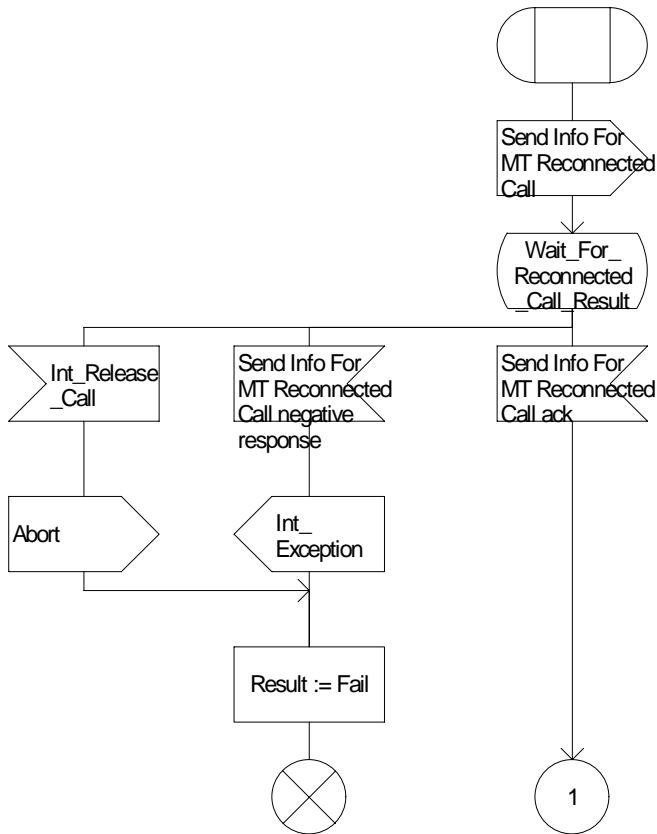 Send Info For
MT Reconnected
Call
Wait_For_
Reconnected
_Call_Result
Int_Release
_Call
Send Info For
MT Reconnected
Call negative
response
Send Info For
MT Reconnected
Call ack
Abort
Int_
Exception
Result := Fail
1